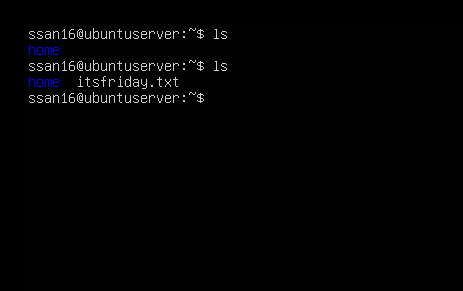 ssan16@ubuntuserver:~$ ls
home
ssan16@ubuntuserver:~$ ls
home  itsfriday.txt
ssan16@ubuntuserver:~$